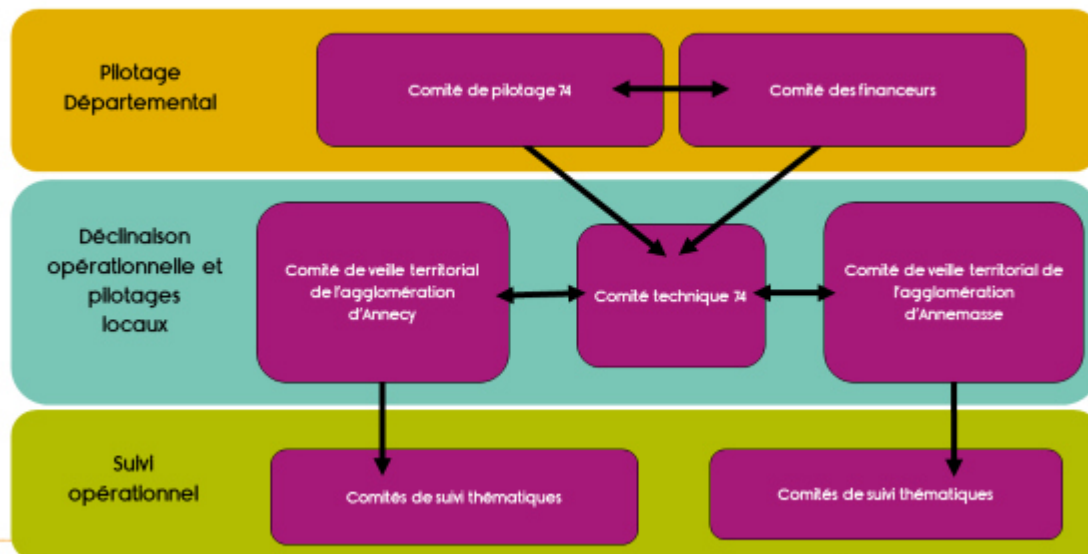 Pilotage
Départemental
Comité de pilotage 74
Comité des financeurs
Déclinaison
opérationnelle et
pilotages
locaux
Comité de veille territorial
de l'agglomération
d'Annecy
Comité technique 74
Comité de veille territorial de
l'agglomération
d'Annemasse
Suivi
opérationnel
Comités de suivi thématiques
Comités de suivi thématiques